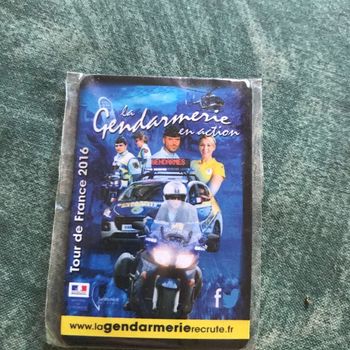 la
Gendarmerie
en action
GENDARMES
Tour de France 2016
www.lagendarmerierecrute.fr